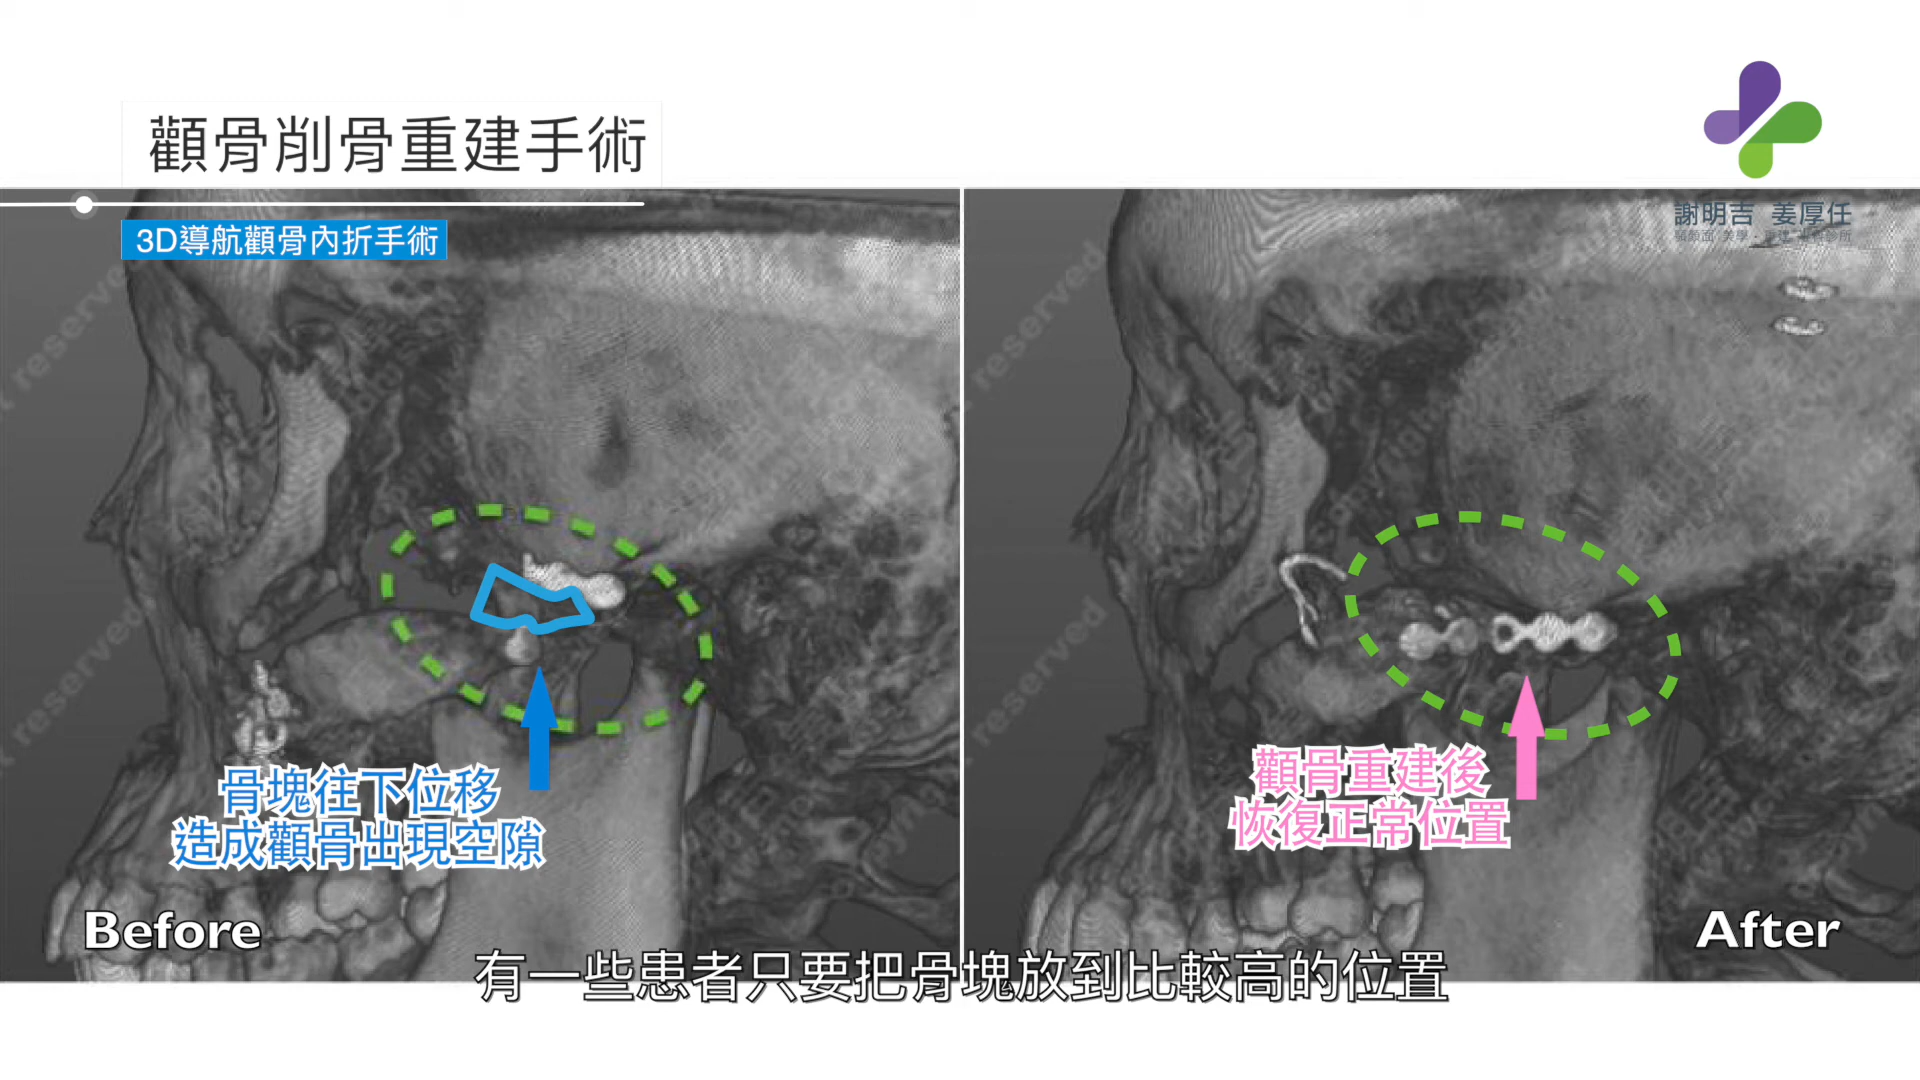 顴骨削骨重建手術
3D導航顴骨內折手術
謝明吉 姜厚任
骨塊往下位移
造成顴骨出現空隙
顴骨重建後
恢復正常位置
Before
After
有一些患者只要把骨塊放到比較高的位置